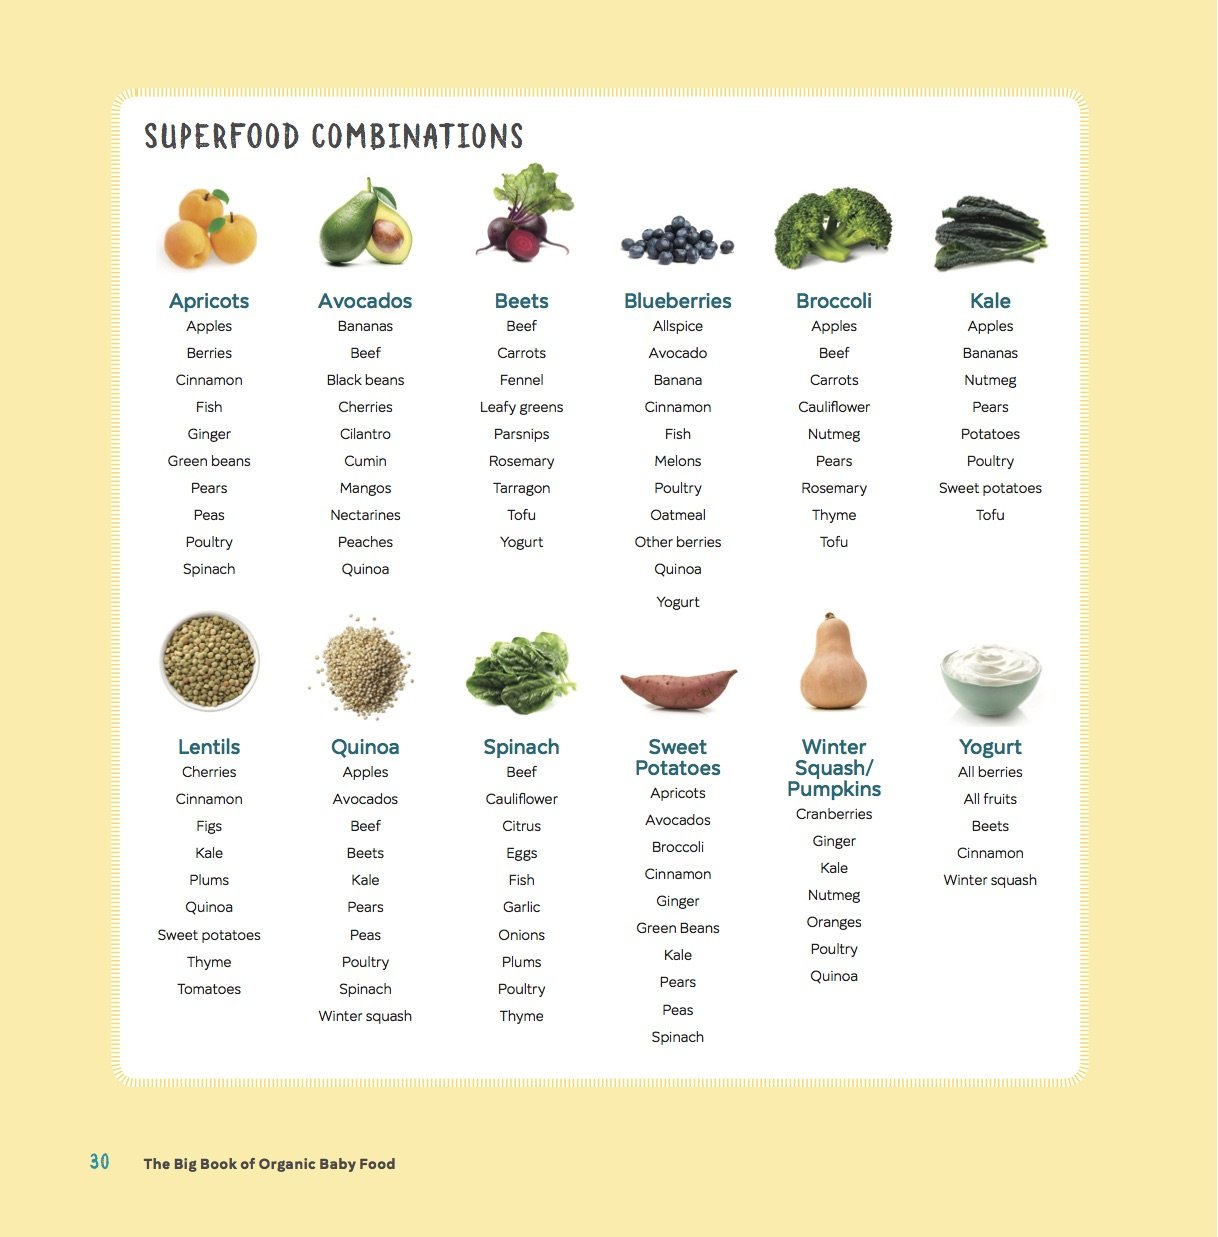 SUPERFOOD COMBINATIONS
Apricots
Apples
Berries
Cinnamon
Fish
Ginger
Green beans
Pears
Peas
Poultry
Spinach
Avocados
Bananas
Beef
Black beans
Cherries
Cilantro
Cumin
Mangos
Nectarines
Peaches
Quinoa
Beets
Beef
Carrots
Fennel
Leafy greens
Parsnips
Rosemary
Tarragon
Tofu
Yogurt
Blueberries
Allspice
Avocado
Banana
Cinnamon
Fish
Melons
Poultry
Oatmeal
Other berries
Quinoa
Yogurt
Broccoli
Apples
Beef
Carrots
Cauliflower
Nutmeg
Pears
Rosemary
Thyme
Tofu
Kale
Apples
Bananas
Nutmeg
Pears
Potatoes
Poultry
Sweet potatoes
Tofu
Lentils
Cherries
Cinnamon
Figs
Kale
Plums
Quinoa
Sweet potatoes
Thyme
Tomatoes
Quinoa
Apples
Avocados
Beef
Beets
Kale
Pears
Peas
Poultry
Spinach
Winter squash
Spinach
Beef
Cauliflower
Citrus
Eggs
Fish
Garlic
Onions
Plums
Poultry
Thyme
Sweet
Potatoes
Apricots
Avocados
Broccoli
Cinnamon
Ginger
Green Beans
Kale
Pears
Peas
Spinach
Winter
Squash/
Pumpkins
Cranberries
Ginger
Kale
Nutmeg
Oranges
Poultry
Quinoa
Yogurt
All berries
All fruits
Beets
Cinnamon
Winter squash
30 The Big Book of Organic Baby Food